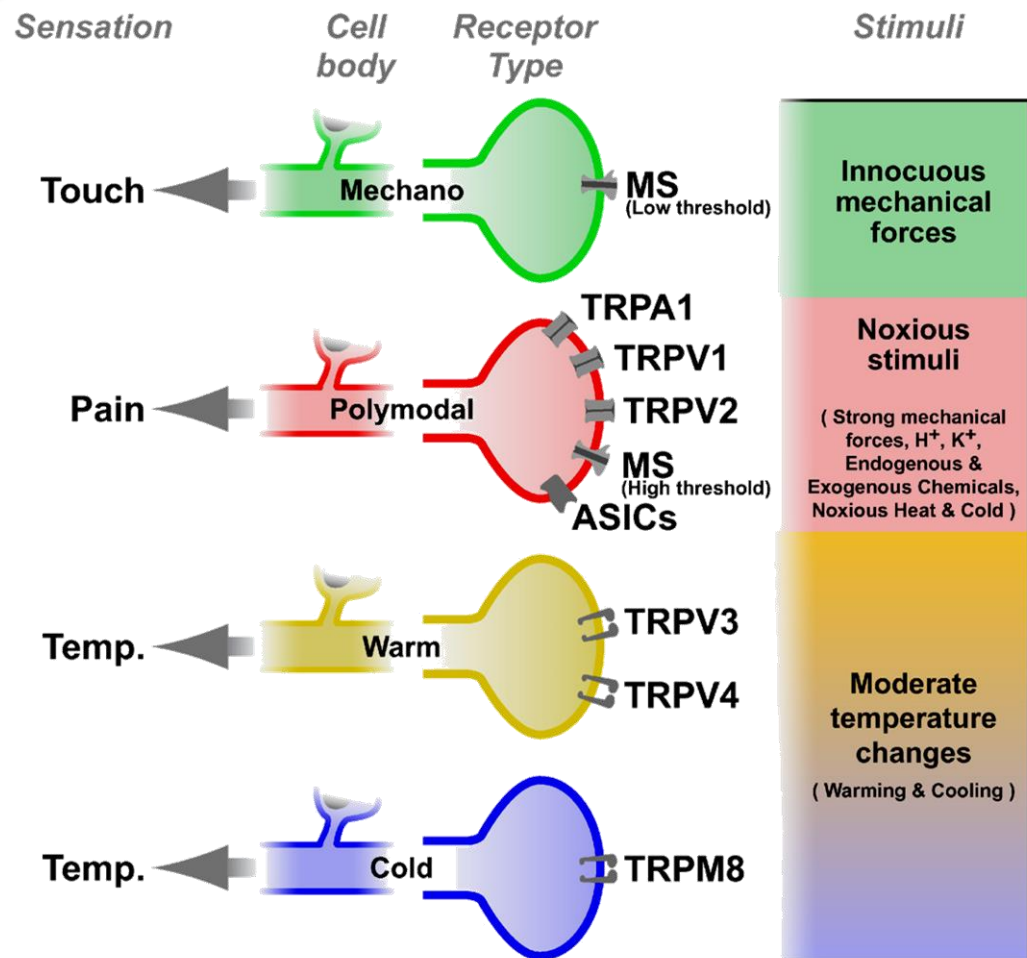 Sensation
Cell
body
Receptor
Type
Stimuli
Touch
Mechano
MS
(Low threshold)
Innocuous
mechanical
forces
Pain
Polymodal
TRPA1
TRPV1
TRPV2
MS
(High threshold)
ASICs
Noxious
stimuli
( Strong mechanical
forces, H⁺, K⁺,
Endogenous &
Exogenous Chemicals,
Noxious Heat & Cold )
Temp.
Warm
TRPV3
TRPV4
Moderate
temperature
changes
( Warming & Cooling )
Temp.
Cold
TRPM8